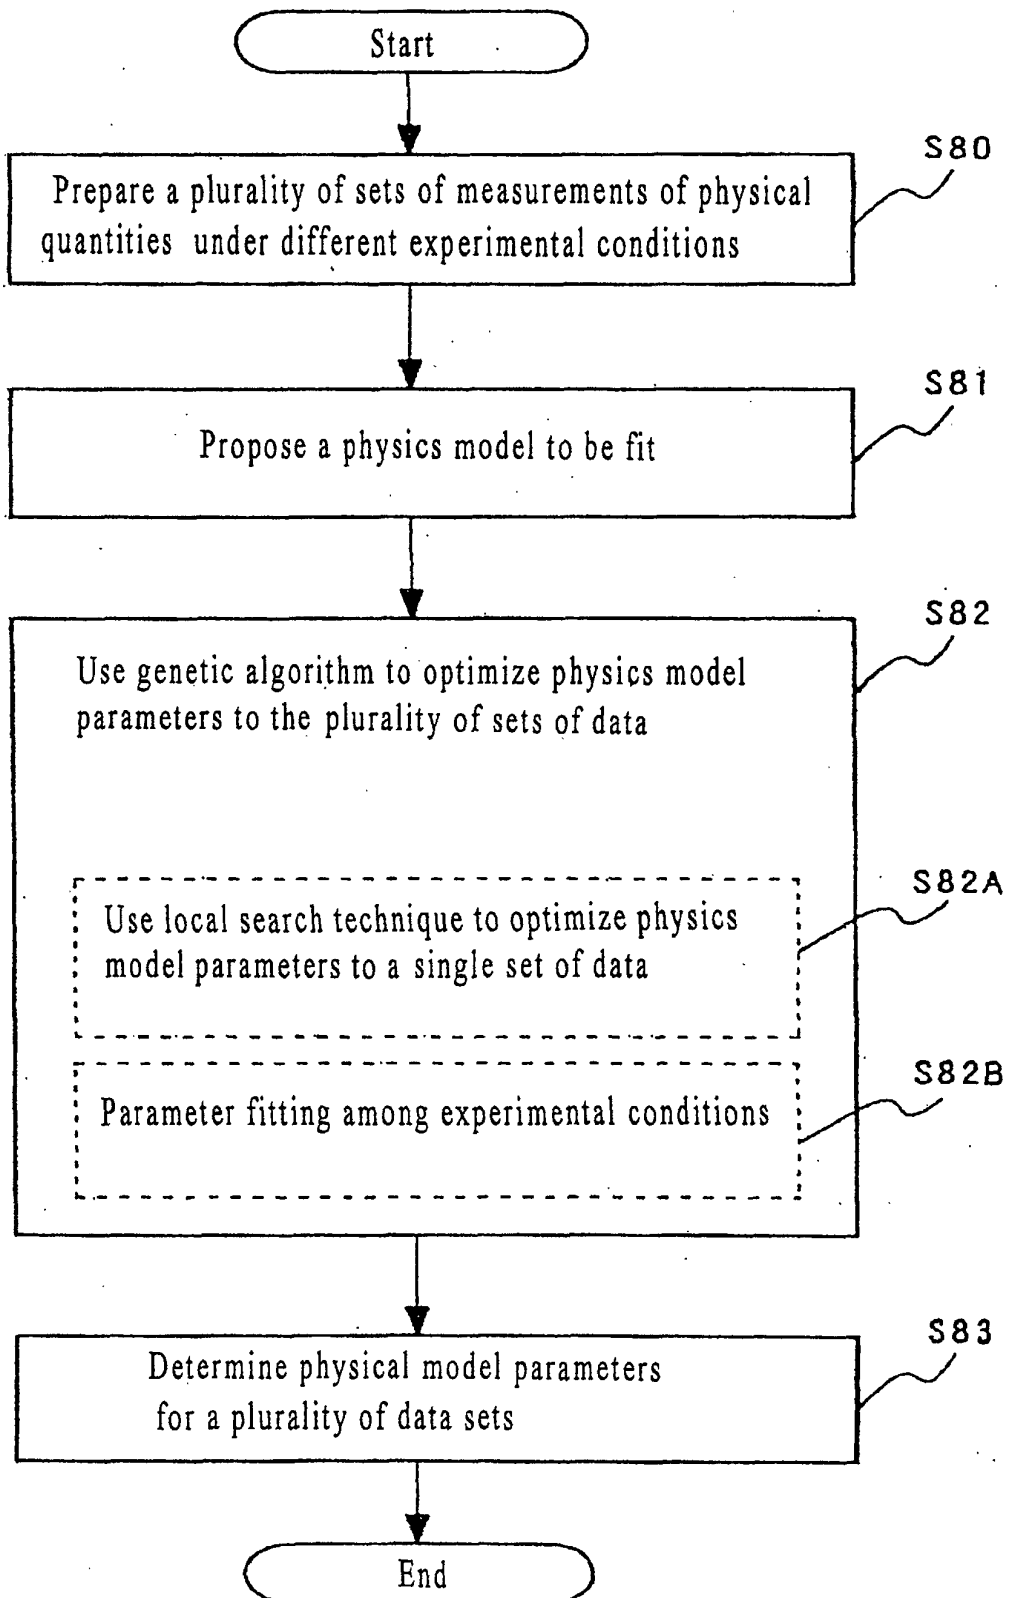 Start
S80
Prepare a plurality of sets of measurements of physical
quantities under different experimental conditions
S81
Propose a physics model to be fit
S82
Use genetic algorithm to optimize physics model
parameters to the plurality of sets of data
S82A
Use local search technique to optimize physics
model parameters to a single set of data
S82B
Parameter fitting among experimental conditions
S83
Determine physical model parameters
for a plurality of data sets
End